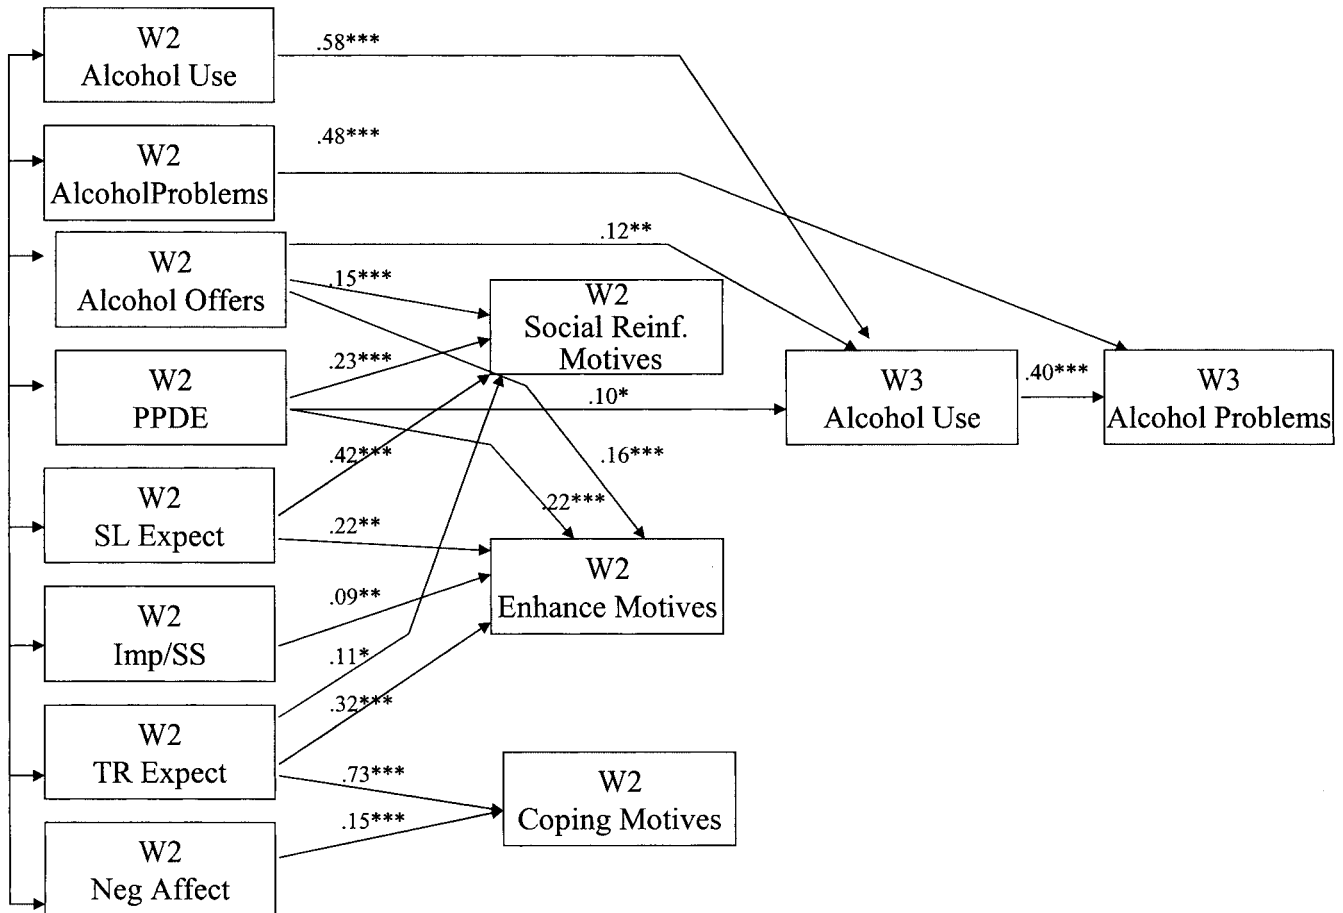 W2
Alcohol Use
.58***
W2
AlcoholProblems
.48***
W2
Alcohol Offers
.12**
.15***
W2
Social Reinf.
Motives
W2
PPDE
.23***
.10*
W3
Alcohol Use
.40***
W3
Alcohol Problems
W2
SL Expect
.42***
.22**
.16***
.22***
W2
Enhance Motives
W2
Imp/SS
.09**
.11*
W2
TR Expect
.32***
.73***
W2
Coping Motives
W2
Neg Affect
.15***